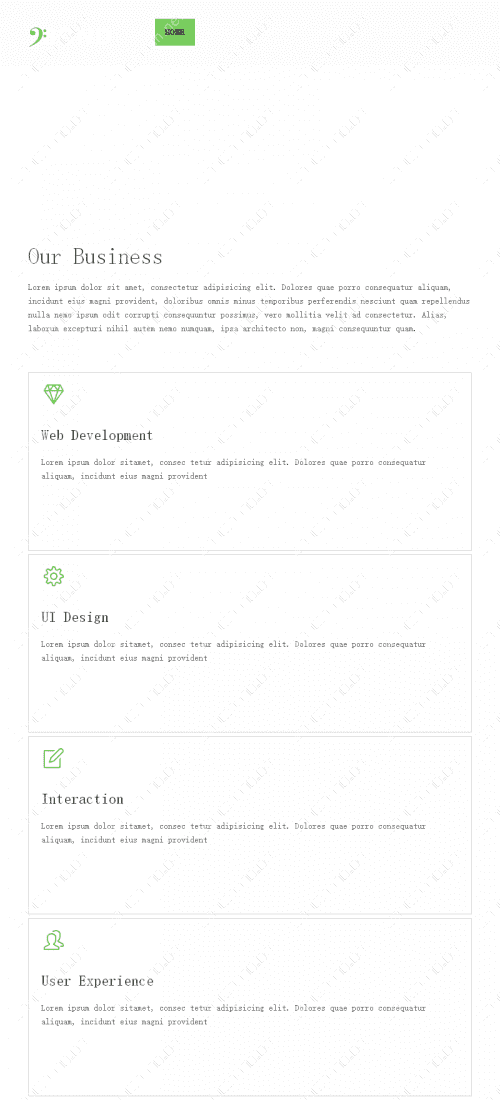 Our Business
Lorem ipsum dolor sit amet, consectetur adipisicing elit. Dolores quae porro consequatur aliquam,
incidunt eius magni provident, doloribus omnis minus temporibus perferendis nesciunt quam repellendus
nulla nemo ipsum odit corrupti consequuntur possimus, vero mollitia velit ad consectetur. Alias,
laborum excepturi nihil autem nemo numquam, ipsa architecto non, magni consequuntur quam.
Web Development
Lorem ipsum dolor sitamet, consec tetur adipisicing elit. Dolores quae porro consequatur
aliquam, incidunt eius magni provident
UI Design
Lorem ipsum dolor sitamet, consec tetur adipisicing elit. Dolores quae porro consequatur
aliquam, incidunt eius magni provident
Interaction
Lorem ipsum dolor sitamet, consec tetur adipisicing elit. Dolores quae porro consequatur
aliquam, incidunt eius magni provident
User Experience
Lorem ipsum dolor sitamet, consec tetur adipisicing elit. Dolores quae porro consequatur
aliquam, incidunt eius magni provident